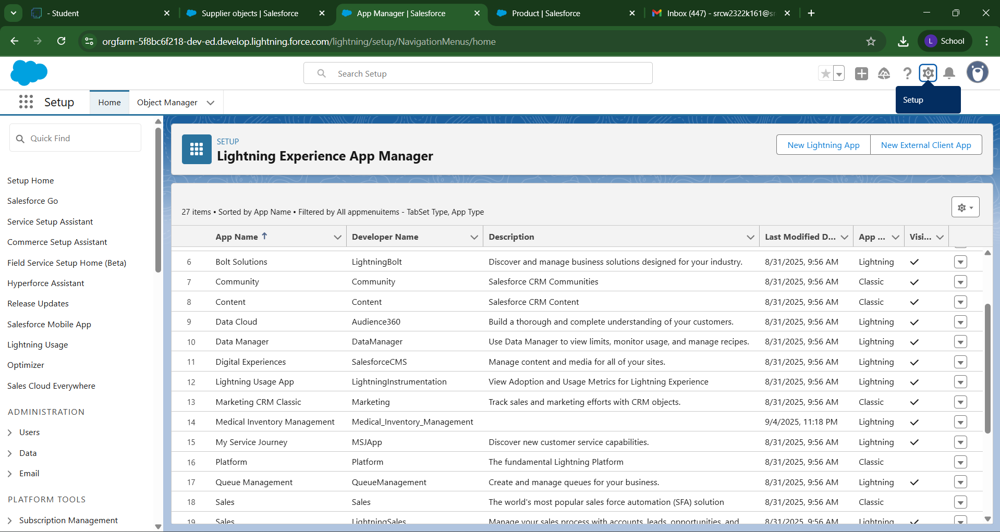 - Student
Supplier objects | Salesforce
App Manager | Salesforce
Product | Salesforce
Inbox (447) - srcw2322k161@sr
orgfarm-5f8bc6f218-dev-ed.develop.lightning.force.com/lightning/setup/NavigationMenus/home
L School
Search Setup
Setup
Setup
Home
Object Manager
Quick Find
Setup Home
Salesforce Go
Service Setup Assistant
Commerce Setup Assistant
Field Service Setup Home (Beta)
Hyperforce Assistant
Release Updates
Salesforce Mobile App
Lightning Usage
Optimizer
Sales Cloud Everywhere
ADMINISTRATION
Users
Data
Email
PLATFORM TOOLS
Subscription Management
SETUP
Lightning Experience App Manager
New Lightning App
New External Client App
27 items • Sorted by App Name • Filtered by All appmenuitems - TabSet Type, App Type
App Name Developer Name Description Last Modified D... App ... Visi...
6 Bolt Solutions LightningBolt Discover and manage business solutions designed for your industry. 8/31/2025, 9:56 AM Lightning
7 Community Community Salesforce CRM Communities 8/31/2025, 9:56 AM Classic
8 Content Content Salesforce CRM Content 8/31/2025, 9:56 AM Classic
9 Data Cloud Audience360 Build a thorough and complete understanding of your customers. 8/31/2025, 9:56 AM Lightning
10 Data Manager DataManager Use Data Manager to view limits, monitor usage, and manage recipes. 8/31/2025, 9:56 AM Lightning
11 Digital Experiences SalesforceCMS Manage content and media for all of your sites. 8/31/2025, 9:56 AM Lightning
12 Lightning Usage App LightningInstrumentation View Adoption and Usage Metrics for Lightning Experience 8/31/2025, 9:56 AM Lightning
13 Marketing CRM Classic Marketing Track sales and marketing efforts with CRM objects. 8/31/2025, 9:56 AM Classic
14 Medical Inventory Management Medical_Inventory_Management 9/4/2025, 11:18 PM Lightning
15 My Service Journey MSJApp Discover new customer service capabilities. 8/31/2025, 9:56 AM Lightning
16 Platform Platform The fundamental Lightning Platform 8/31/2025, 9:56 AM Classic
17 Queue Management QueueManagement Create and manage queues for your business. 8/31/2025, 9:56 AM Lightning
18 Sales Sales The world's most popular sales force automation (SFA) solution 8/31/2025, 9:56 AM Classic
19 Sales LightningSales Manage your sales process with accounts, leads, opportunities, and 8/31/2025, 9:56 AM Lightning